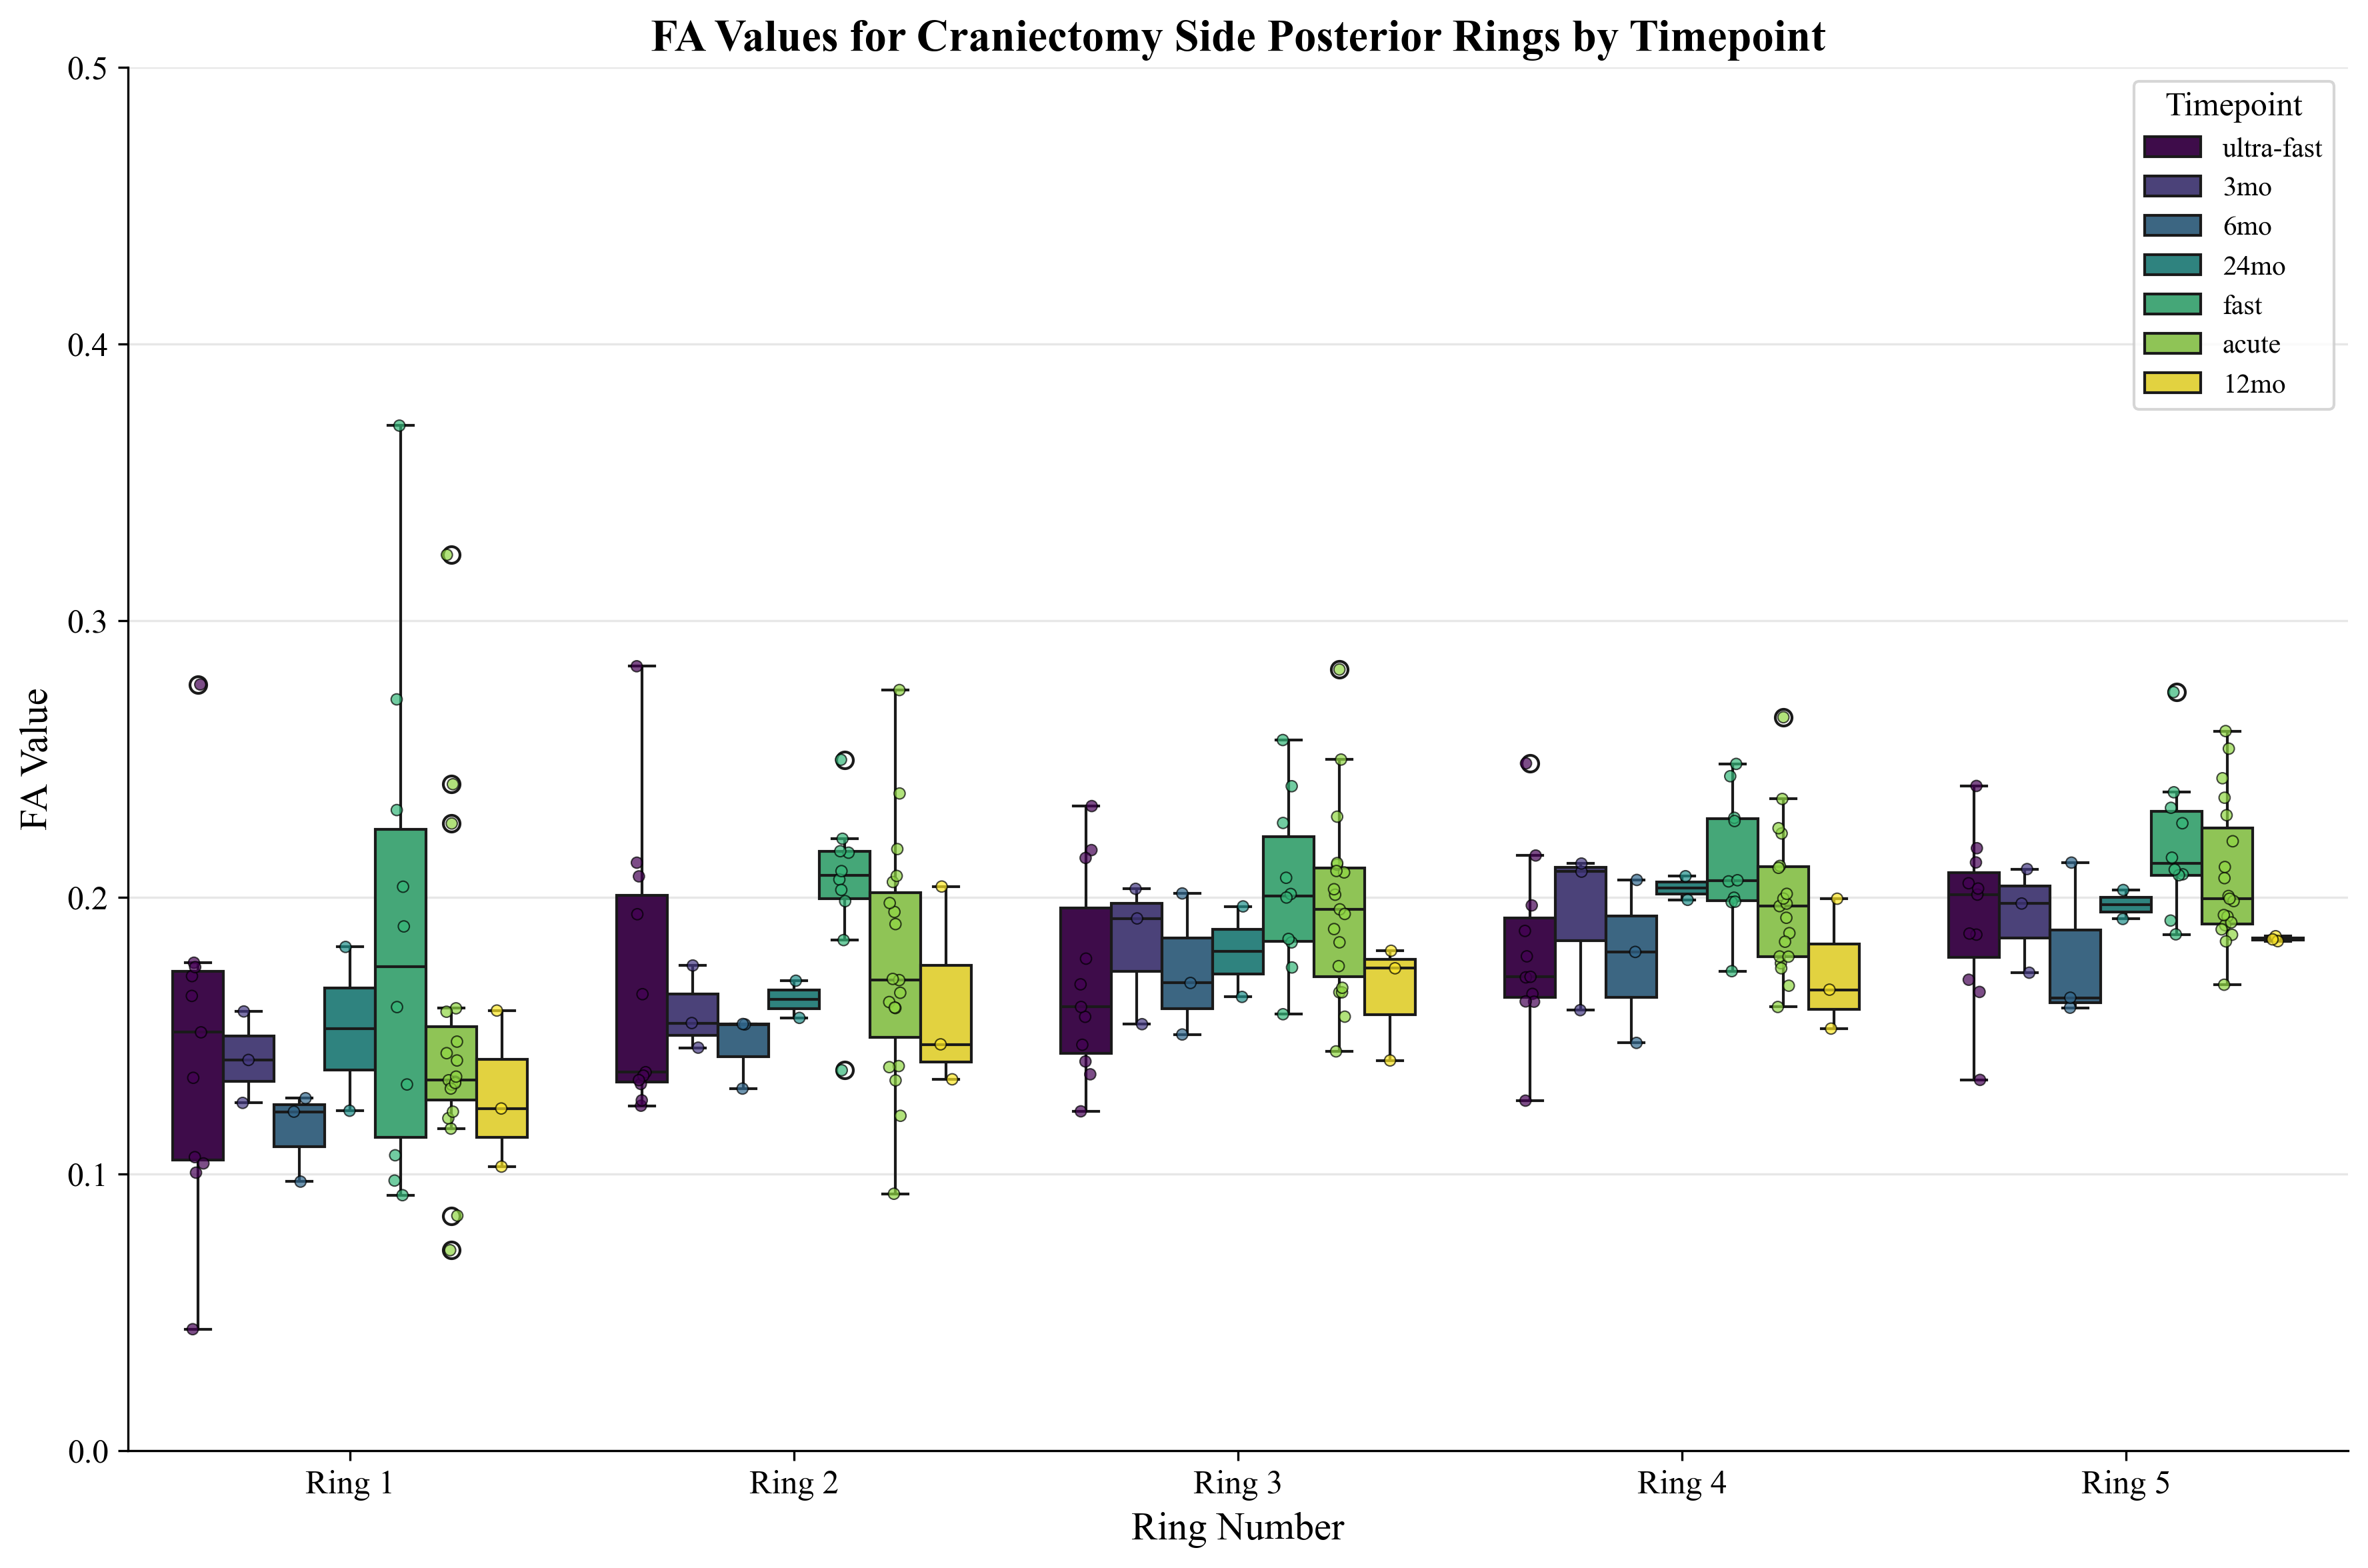 FA Values for Craniectomy Side Posterior Rings by Timepoint
0.5
0.4
0.3
0.2
0.1
0.0
FA Value
Timepoint
ultra-fast
3mo
6mo
24mo
fast
acute
12mo
Ring 1
Ring 2
Ring 3
Ring 4
Ring 5
Ring Number